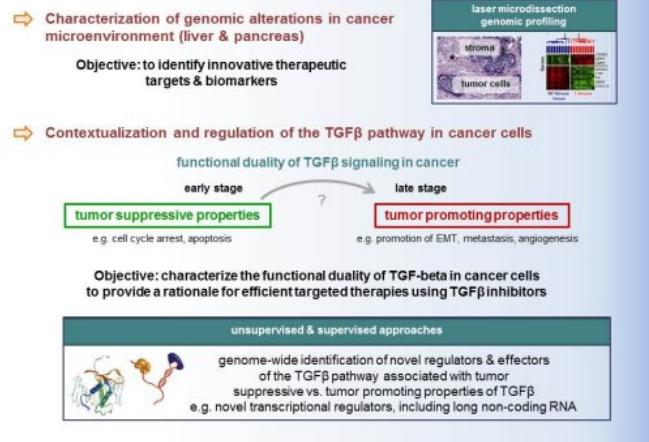 Characterization of genomic alterations in cancer
microenvironment (liver & pancreas)
Objective: to identify innovative therapeutic
targets & biomarkers
laser microdissection
genomic profiling
stroma
tumor cells
Contextualization and regulation of the TGFβ pathway in cancer cells
functional duality of TGFβ signaling in cancer
early stage
late stage
?
tumor suppressive properties
tumor promoting properties
e.g. cell cycle arrest, apoptosis
e.g. promotion of EMT, metastasis, angiogenesis
Objective: characterize the functional duality of TGF-beta in cancer cells
to provide a rationale for efficient targeted therapies using TGFβ inhibitors
unsupervised & supervised approaches
genome-wide identification of novel regulators & effectors
of the TGFβ pathway associated with tumor
suppressive vs. tumor promoting properties of TGFβ
e.g. novel transcriptional regulators, including long non-coding RNA